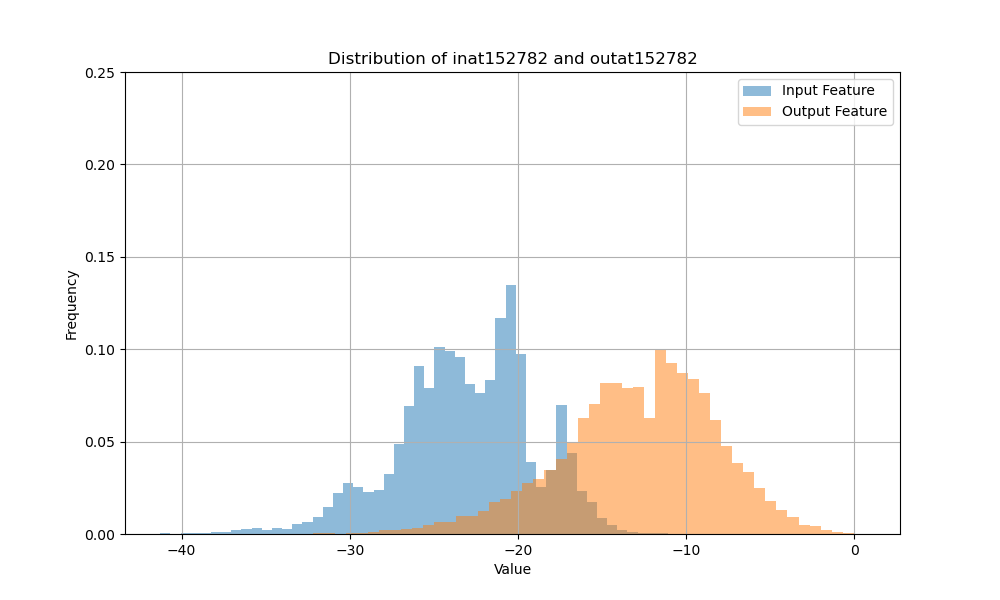 Distribution of inat152782 and outat152782
Input Feature
Output Feature
Frequency
0.25
0.20
0.15
0.10
0.05
0.00
−40
−30
−20
−10
0
Value